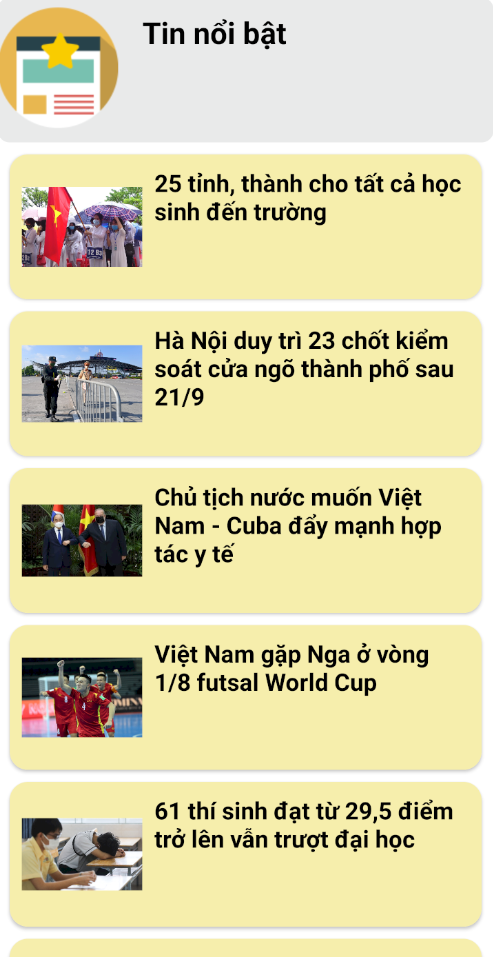 Tin nổi bật
25 tỉnh, thành cho tất cả học
sinh đến trường
Hà Nội duy trì 23 chốt kiểm
soát cửa ngõ thành phố sau
21/9
Chủ tịch nước muốn Việt
Nam - Cuba đẩy mạnh hợp
tác y tế
Việt Nam gặp Nga ở vòng
1/8 futsal World Cup
61 thí sinh đạt từ 29,5 điểm
trở lên vẫn trượt đại học